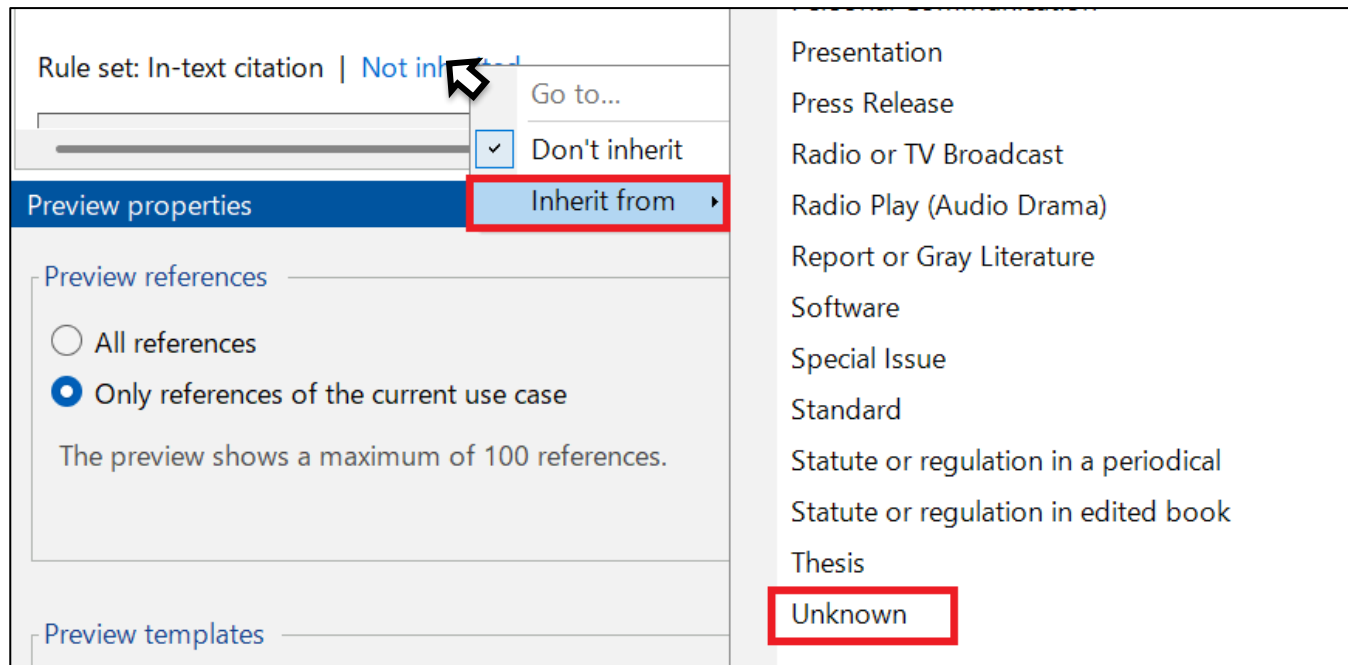 Rule set: In-text citation | Not inherited
Go to...
Don't inherit
Inherit from
Preview properties
Preview references
All references
Only references of the current use case
The preview shows a maximum of 100 references.
Preview templates
Presentation
Press Release
Radio or TV Broadcast
Radio Play (Audio Drama)
Report or Gray Literature
Software
Special Issue
Standard
Statute or regulation in a periodical
Statute or regulation in edited book
Thesis
Unknown